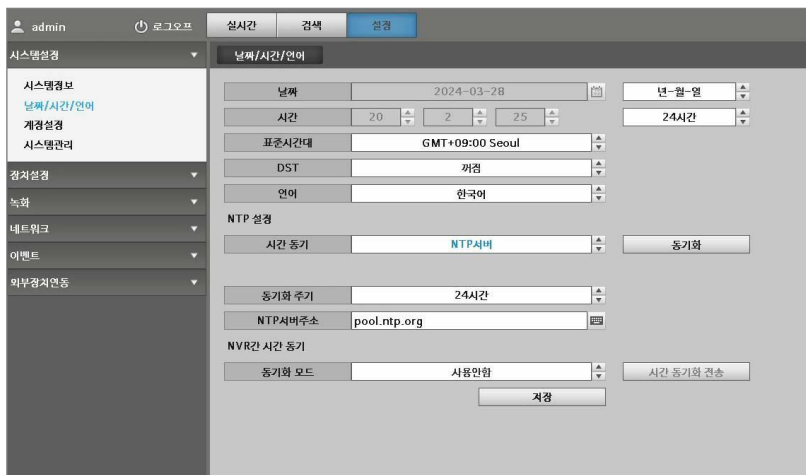 admin 로그오프 실시간 검색 설정
시스템설정 날짜/시간/언어
시스템정보
날짜/시간/언어
계정설정
시스템관리
장치설정
녹화
네트워크
이벤트
외부장치연동
날짜 2024-03-28 년-월-일
시간 20 2 25 24시간
표준시간대 GMT+09:00 Seoul
DST 꺼짐
언어 한국어
NTP 설정
시간 동기 NTP서버 동기화
동기화 주기 24시간
NTP서버주소 pool.ntp.org
NVR간 시간 동기
동기화 모드 사용안함 시간 동기화 전송
저장